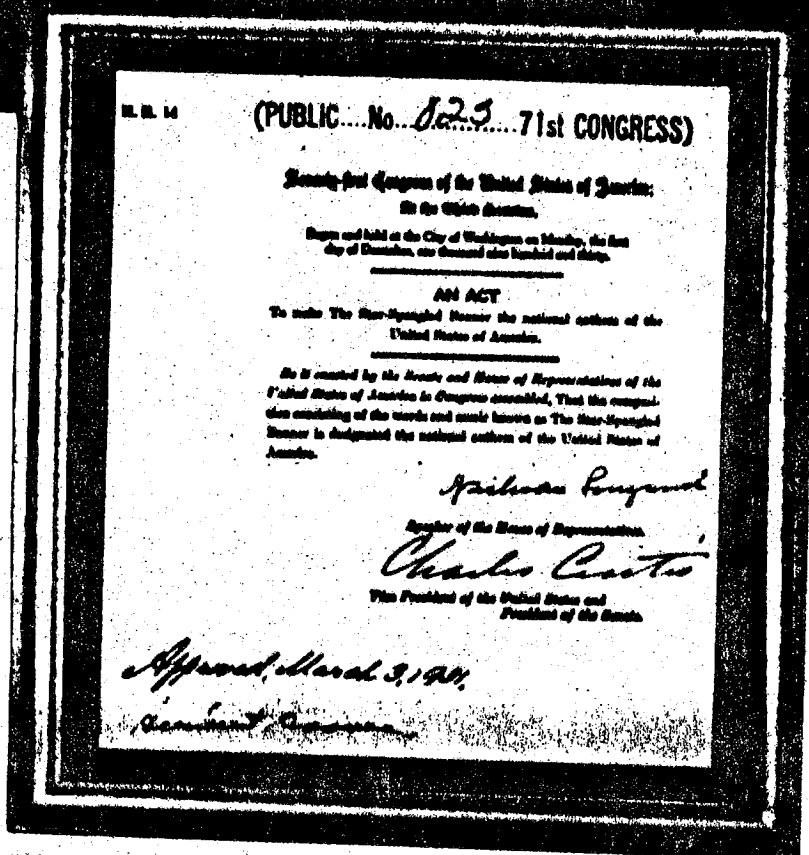 H. R. 14
(PUBLIC....No...823......71st CONGRESS)
Seventy-first Congress of the United States of America;
At the Third Session,
Begun and held at the City of Washington on Monday, the first
day of December, one thousand nine hundred and thirty.
AN ACT
To make The Star-Spangled Banner the national anthem of the
United States of America.
Be it enacted by the Senate and House of Representatives of the
United States of America in Congress assembled, That the composi-
tion consisting of the words and music known as The Star-Spangled
Banner is designated the national anthem of the United States of
America.
Speaker of the House of Representatives.
Charles Curtis
Vice President of the United States and
President of the Senate.
Approved, March 3, 1931.